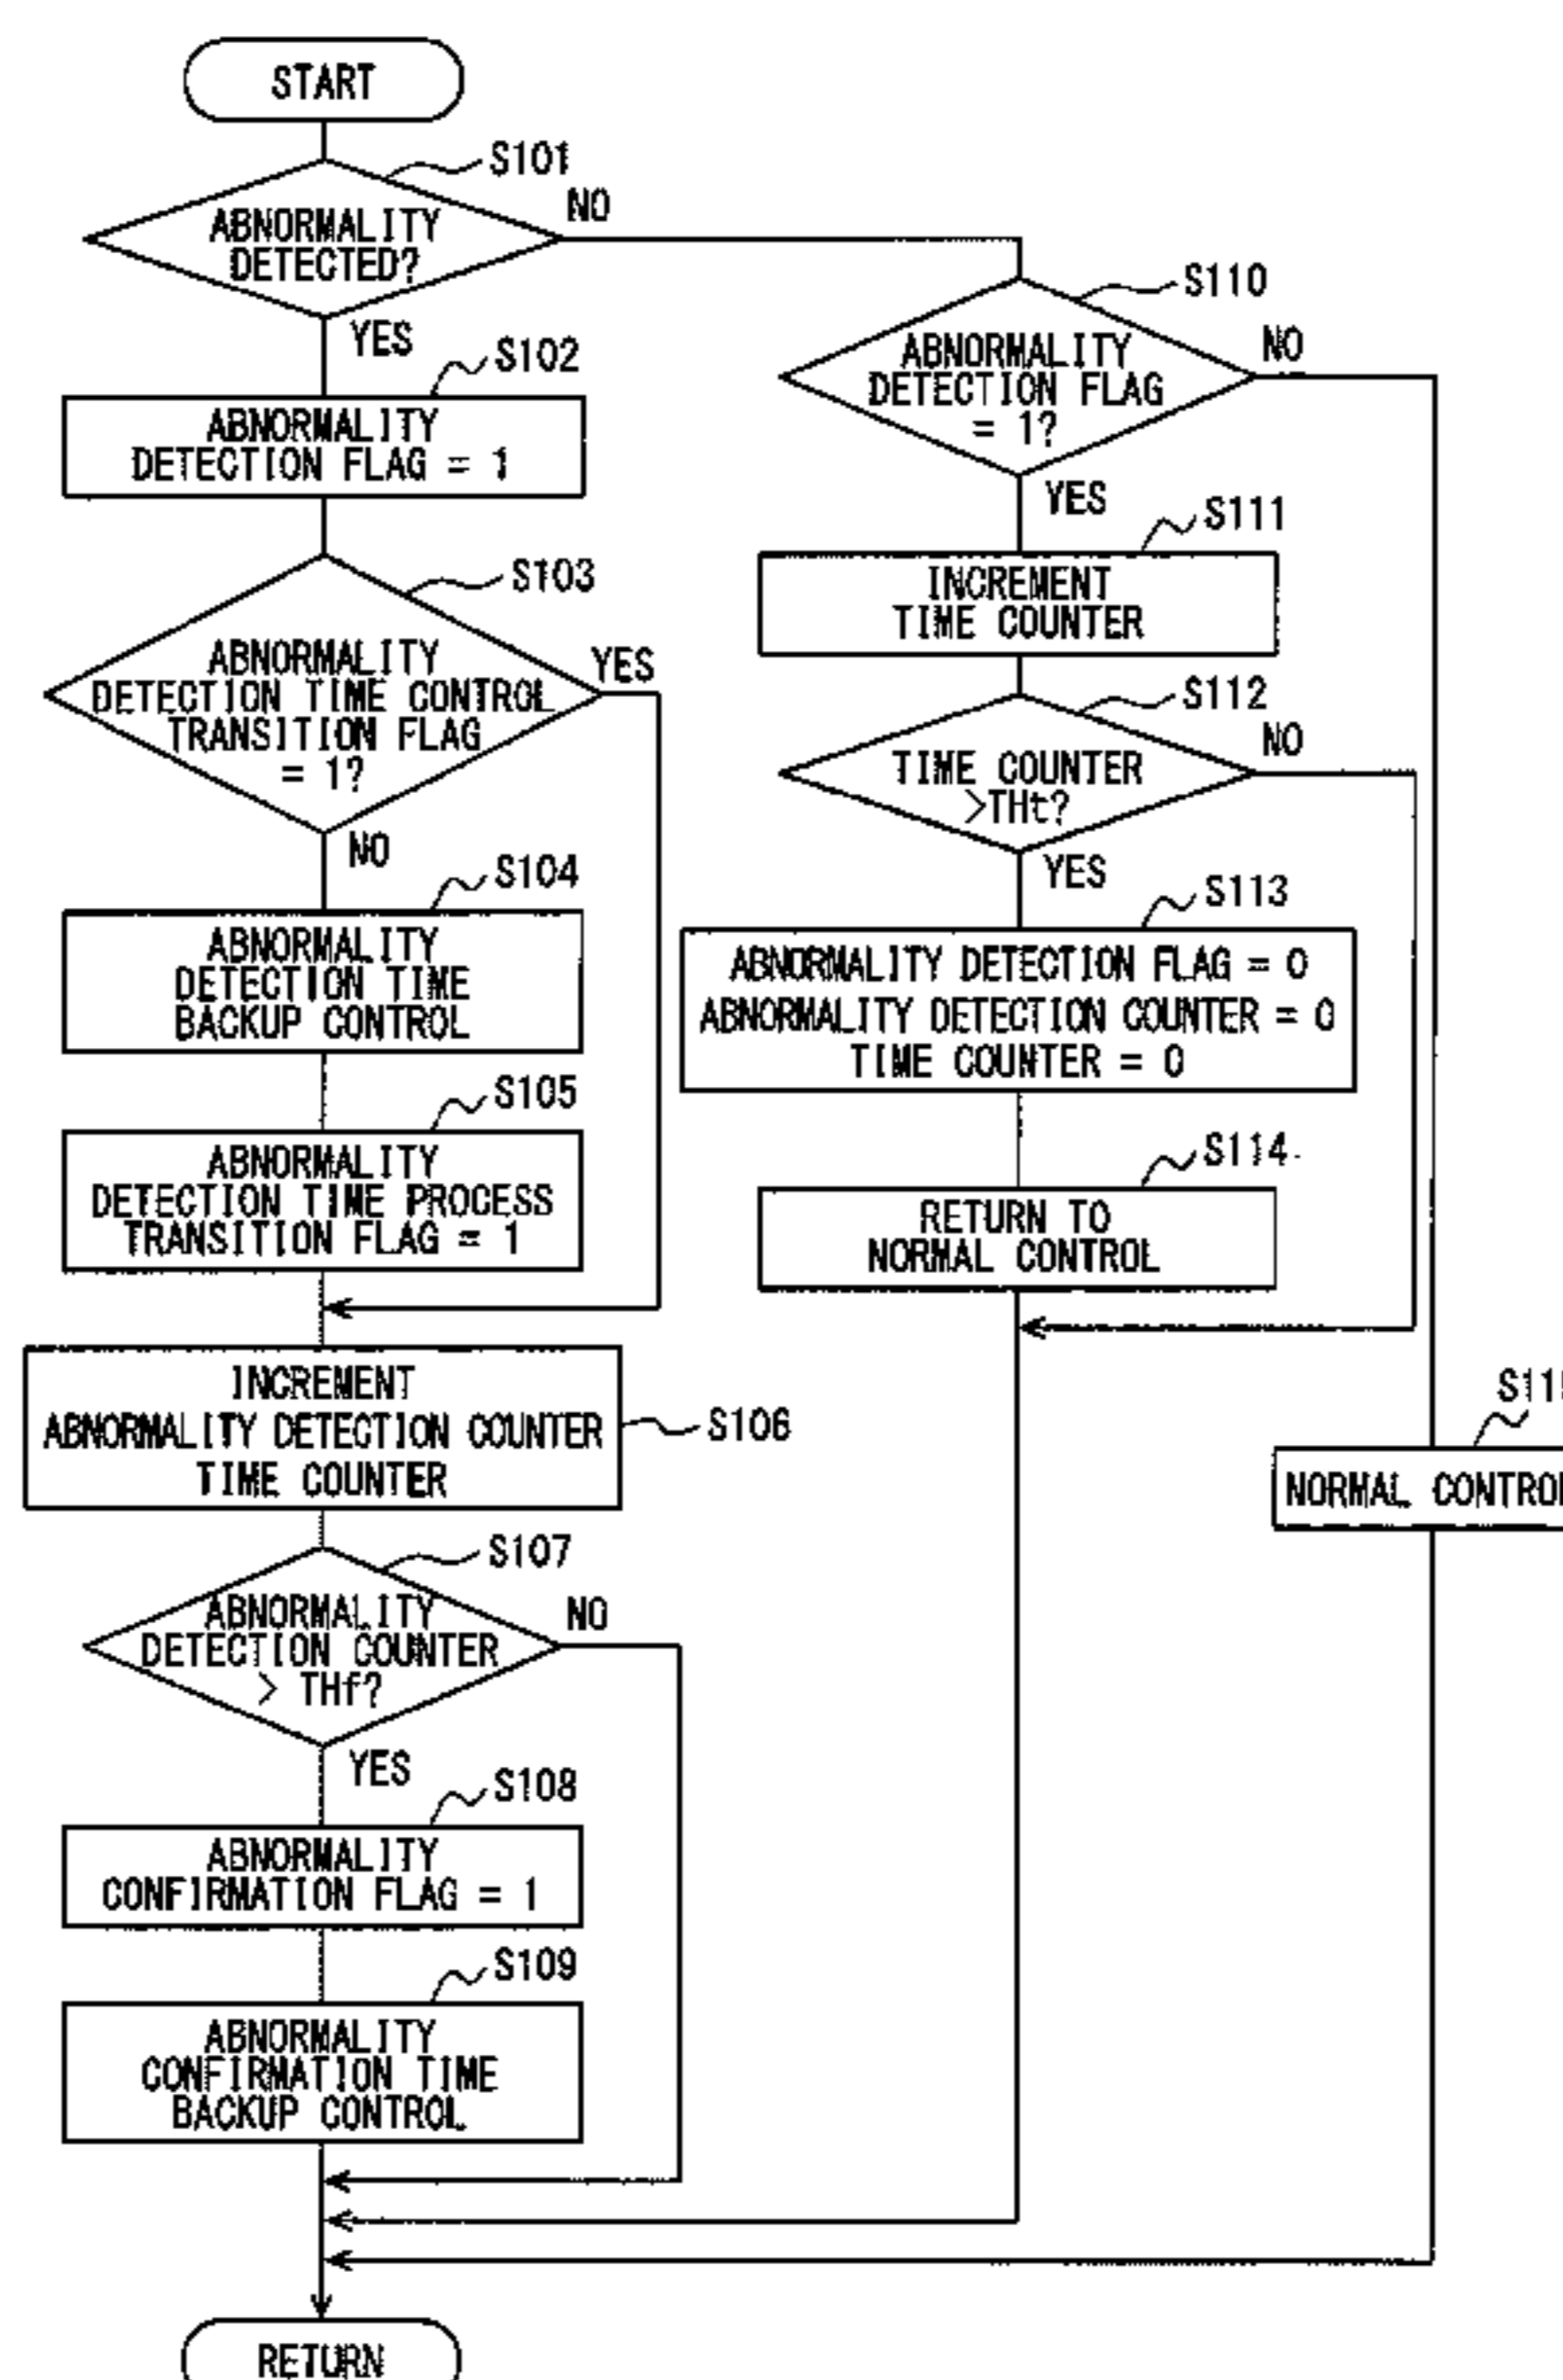 START
S101
ABNORMALITY
DETECTED?
NO
YES
S102
ABNORMALITY
DETECTION FLAG = 1
S103
ABNORMALITY
DETECTION TIME CONTROL
TRANSITION FLAG
= 1?
YES
NO
S104
ABNORMALITY
DETECTION TIME
BACKUP CONTROL
S105
ABNORMALITY
DETECTION TIME PROCESS
TRANSITION FLAG = 1
INCREMENT
ABNORMALITY DETECTION COUNTER
TIME COUNTER
S106
S107
ABNORMALITY
DETECTION COUNTER
> THf?
NO
YES
S108
ABNORMALITY
CONFIRMATION FLAG = 1
S109
ABNORMALITY
CONFIRMATION TIME
BACKUP CONTROL
RETURN
S110
ABNORMALITY
DETECTION FLAG
= 1?
NO
YES
S111
INCREMENT
TIME COUNTER
S112
TIME COUNTER
>THt?
NO
YES
S113
ABNORMALITY DETECTION FLAG = 0
ABNORMALITY DETECTION COUNTER = 0
TIME COUNTER = 0
S114
RETURN TO
NORMAL CONTROL
S115
NORMAL CONTROL